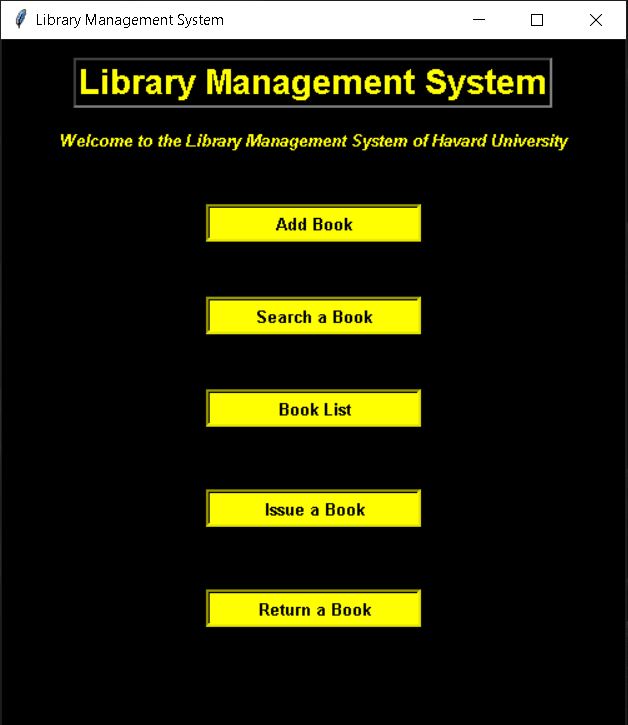 Library Management System
Library Management System
Welcome to the Library Management System of Havard University
Add Book
Search a Book
Book List
Issue a Book
Return a Book